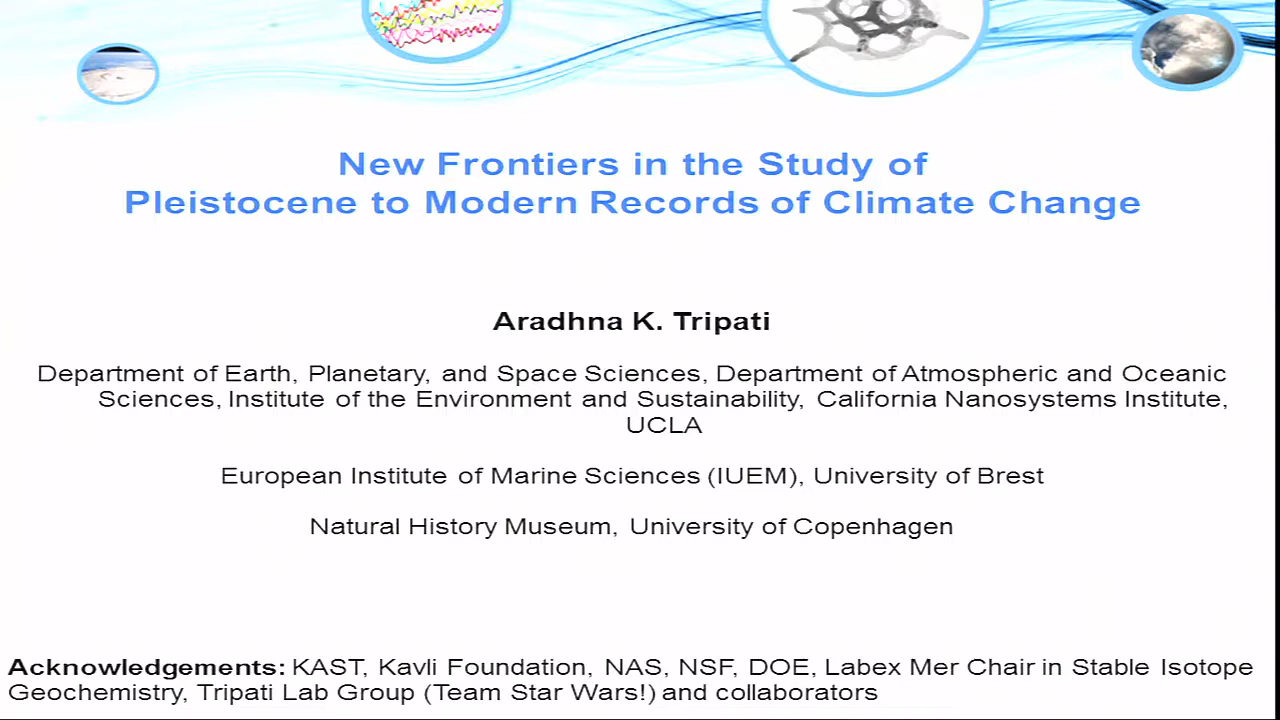 New Frontiers in the Study of
Pleistocene to Modern Records of Climate Change
Aradhna K. Tripati
Department of Earth, Planetary, and Space Sciences, Department of Atmospheric and Oceanic
Sciences, Institute of the Environment and Sustainability, California Nanosystems Institute,
UCLA
European Institute of Marine Sciences (IUEM), University of Brest
Natural History Museum, University of Copenhagen
Acknowledgements: KAST, Kavli Foundation, NAS, NSF, DOE, Labex Mer Chair in Stable Isotope
Geochemistry, Tripati Lab Group (Team Star Wars!) and collaborators